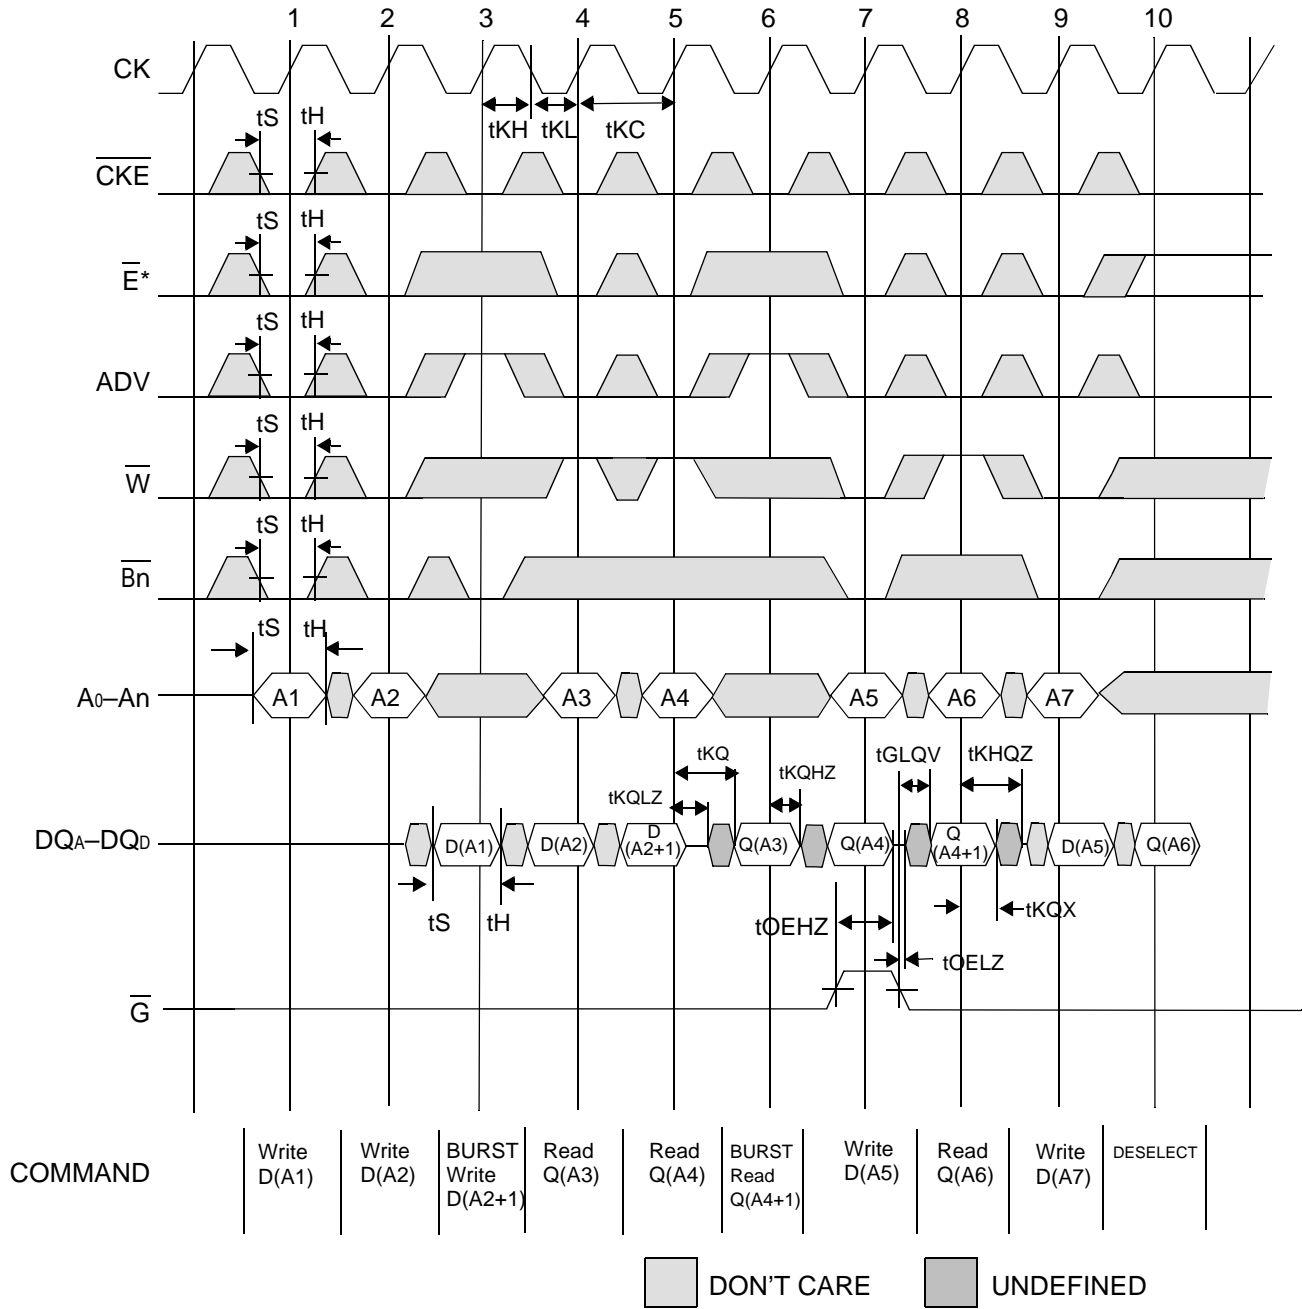 1 2 3 4 5 6 7 8 9 10
CK
tKH tKL tKC
tS tH
CKE
tS tH
E*
tS tH
ADV
tS tH
W
tS tH
Bn
tS tH
A0–An A1 A2 A3 A4 A5 A6 A7
tKQ tKQHZ tGLQV tKHQZ
tKQLZ
DQA–DQD D(A1) D(A2) D (A2+1) Q(A3) Q(A4) Q (A4+1) D(A5) Q(A6)
tS tH tOEHZ tKQX
tOELZ
G
COMMAND
Write D(A1)
Write D(A2)
BURST Write D(A2+1)
Read Q(A3)
Read Q(A4)
BURST Read Q(A4+1)
Write D(A5)
Read Q(A6)
Write D(A7)
DESELECT
DON'T CARE UNDEFINED